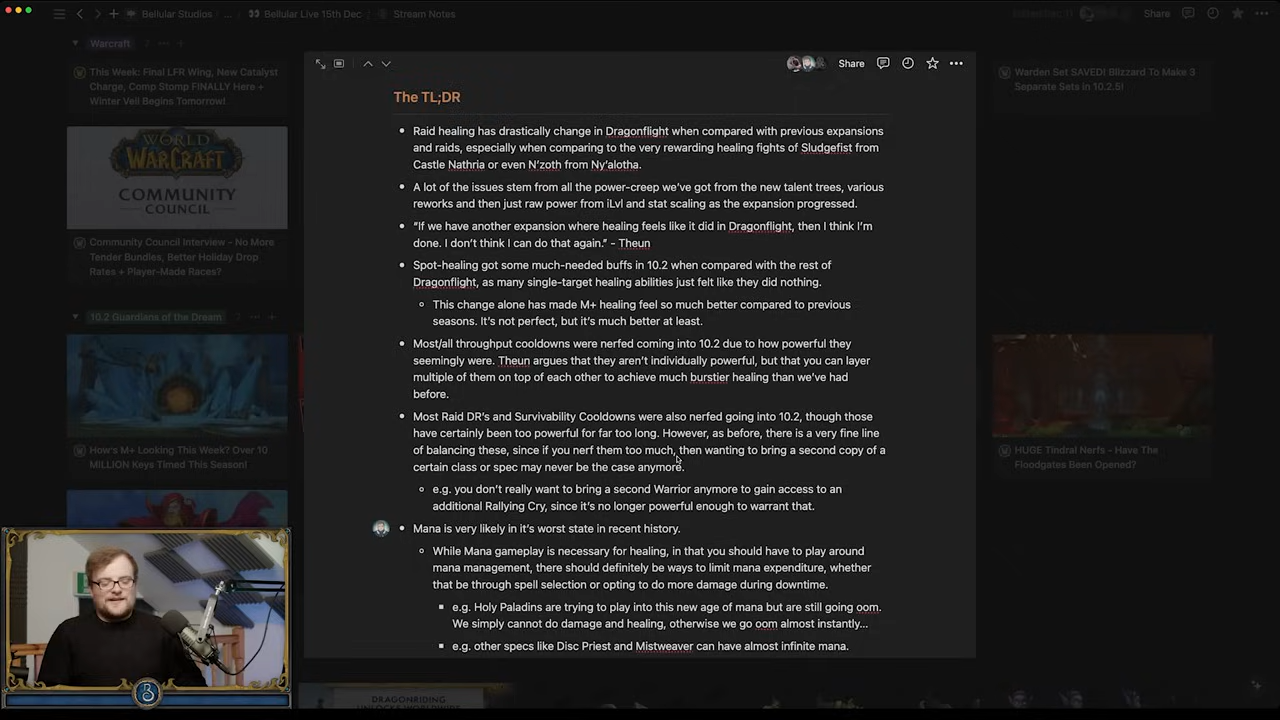 Bellular Studios / ... / Bellular Live 15th Dec / Stream Notes
Share
Warcraft 7 ... +
This Week: Final LFR Wing, New Catalyst
Charge, Comp Stomp FINALLY Here +
Winter Veil Begins Tomorrow!
WORLD OF WARCRAFT
COMMUNITY
COUNCIL
Community Council Interview - No More
Tendril Bundles, Better Holiday Drop
Rates + Player-Made Races?
10.2 Guardians of the Dream 7 ... +
How's M+ Looking This Week? Over 10
MILLION Keys Timed This Season!
Share
The TL;DR
• Raid healing has drastically change in Dragonflight when compared with previous expansions
and raids, especially when comparing to the very rewarding healing fights of Sludgefist from
Castle Nathria or even N'zoth from Ny'alotha.
• A lot of the issues stem from all the power-creep we've got from the new talent trees, various
reworks and then just raw power from iLvl and stat scaling as the expansion progressed.
• "If we have another expansion where healing feels like it did in Dragonflight, then I think I'm
done. I don't think I can do that again." - Theun
• Spot-healing got some much-needed buffs in 10.2 when compared with the rest of
Dragonflight, as many single-target healing abilities just felt like they did nothing.
◦ This change alone has made M+ healing feel so much better compared to previous
seasons. It's not perfect, but it's much better at least.
• Most/all throughput cooldowns were nerfed coming into 10.2 due to how powerful they
seemingly were. Theun argues that they aren't individually powerful, but that you can layer
multiple of them on top of each other to achieve much burstier healing than we've had
before.
• Most Raid DR's and Survivability Cooldowns were also nerfed going into 10.2, though those
have certainly been too powerful for far too long. However, as before, there is a very fine line
of balancing these, since if you nerf them too much, then wanting to bring a second copy of a
certain class or spec may never be the case anymore.
◦ e.g. you don't really want to bring a second Warrior anymore to gain access to an
additional Rallying Cry, since it's no longer powerful enough to warrant that.
• Mana is very likely in it's worst state in recent history.
◦ While Mana gameplay is necessary for healing, in that you should have to play around
mana management, there should definitely be ways to limit mana expenditure, whether
that be through spell selection or opting to do more damage during downtime.
▪ e.g. Holy Paladins are trying to play into this new age of mana but are still going oom.
We simply cannot do damage and healing, otherwise we go oom almost instantly...
▪ e.g. other specs like Disc Priest and Mistweaver can have almost infinite mana.
Warden Set SAVED! Blizzard To Make 3
Separate Sets in 10.2.5!
HUGE Tindral Nerfs - Have The
Floodgates Been Opened?
DRAGONRIDING
B